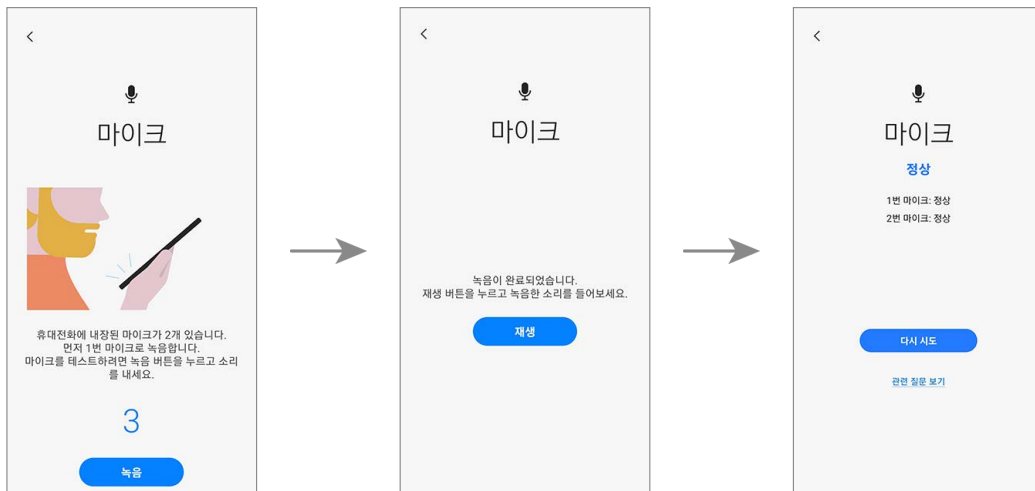 마이크
휴대전화에 내장된 마이크가 2개 있습니다.
먼저 1번 마이크로 녹음합니다.
마이크를 테스트하려면 녹음 버튼을 누르고 소리
를 내세요.
3
녹음
마이크
녹음이 완료되었습니다.
재생 버튼을 누르고 녹음한 소리를 들어보세요.
재생
마이크
정상
1번 마이크: 정상
2번 마이크: 정상
다시 시도
관련 질문 보기